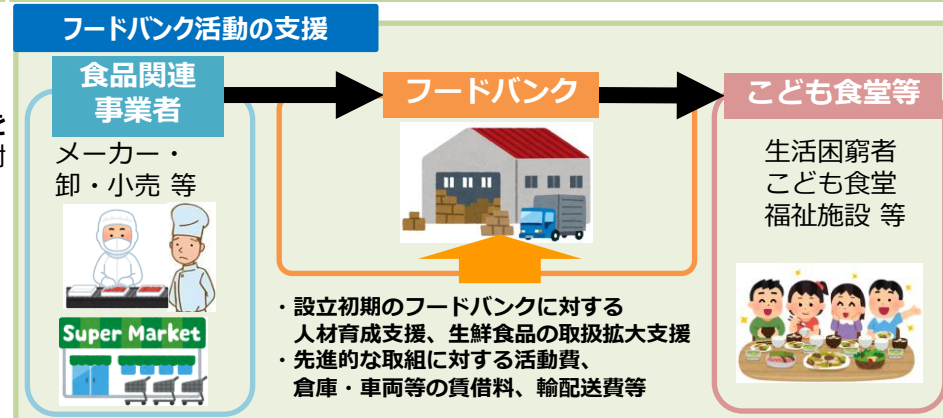 フードバンク活動の支援
食品関連
事業者
フードバンク
こども食堂等
メーカー・
卸・小売 等
Super Market
生活困窮者
こども食堂
福祉施設 等
・設立初期のフードバンクに対する
人材育成支援、生鮮食品の取扱拡大支援
・先進的な取組に対する活動費、
倉庫・車両等の賃借料、輸配送費等